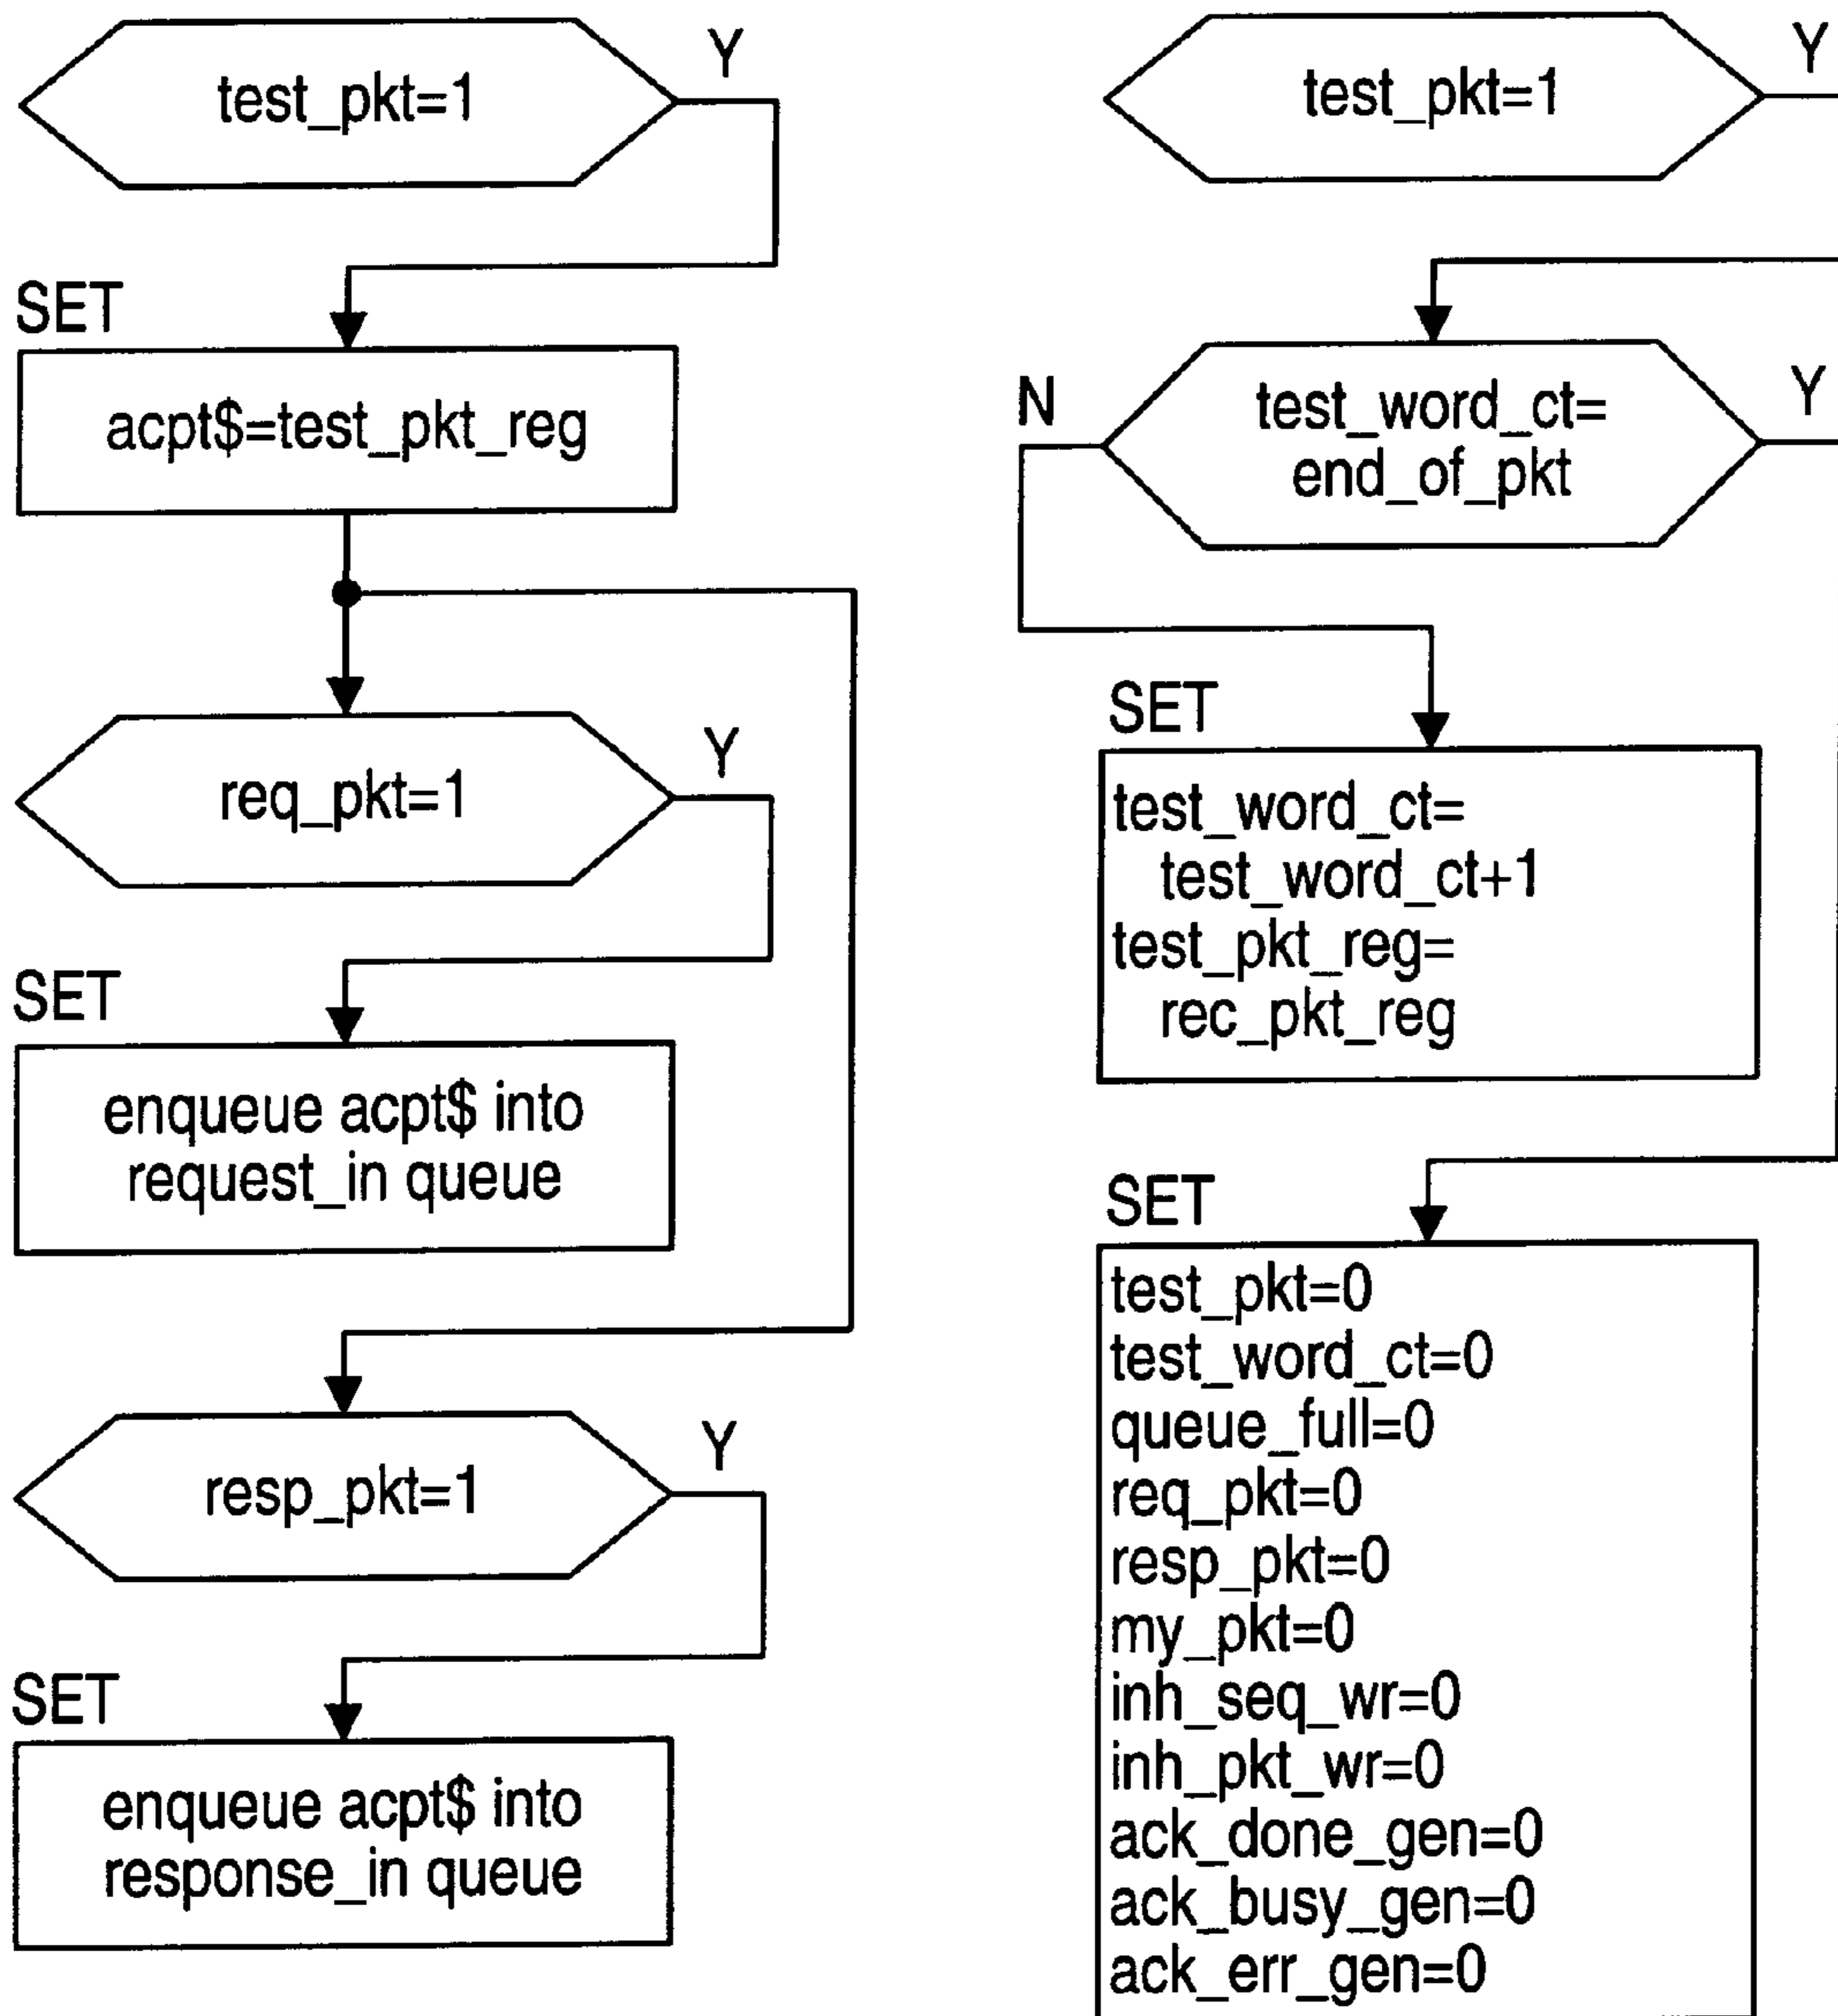 test_pkt=1
Y
SET
acpt$=test_pkt_reg
req_pkt=1
Y
SET
enqueue acpt$ into
request_in queue
resp_pkt=1
Y
SET
enqueue acpt$ into
response_in queue
test_pkt=1
Y
N
test_word_ct=
end_of_pkt
Y
SET
test_word_ct=
test_word_ct+1
test_pkt_reg=
rec_pkt_reg
SET
test_pkt=0
test_word_ct=0
queue_full=0
req_pkt=0
resp_pkt=0
my_pkt=0
inh_seq_wr=0
inh_pkt_wr=0
ack_done_gen=0
ack_busy_gen=0
ack_err_gen=0